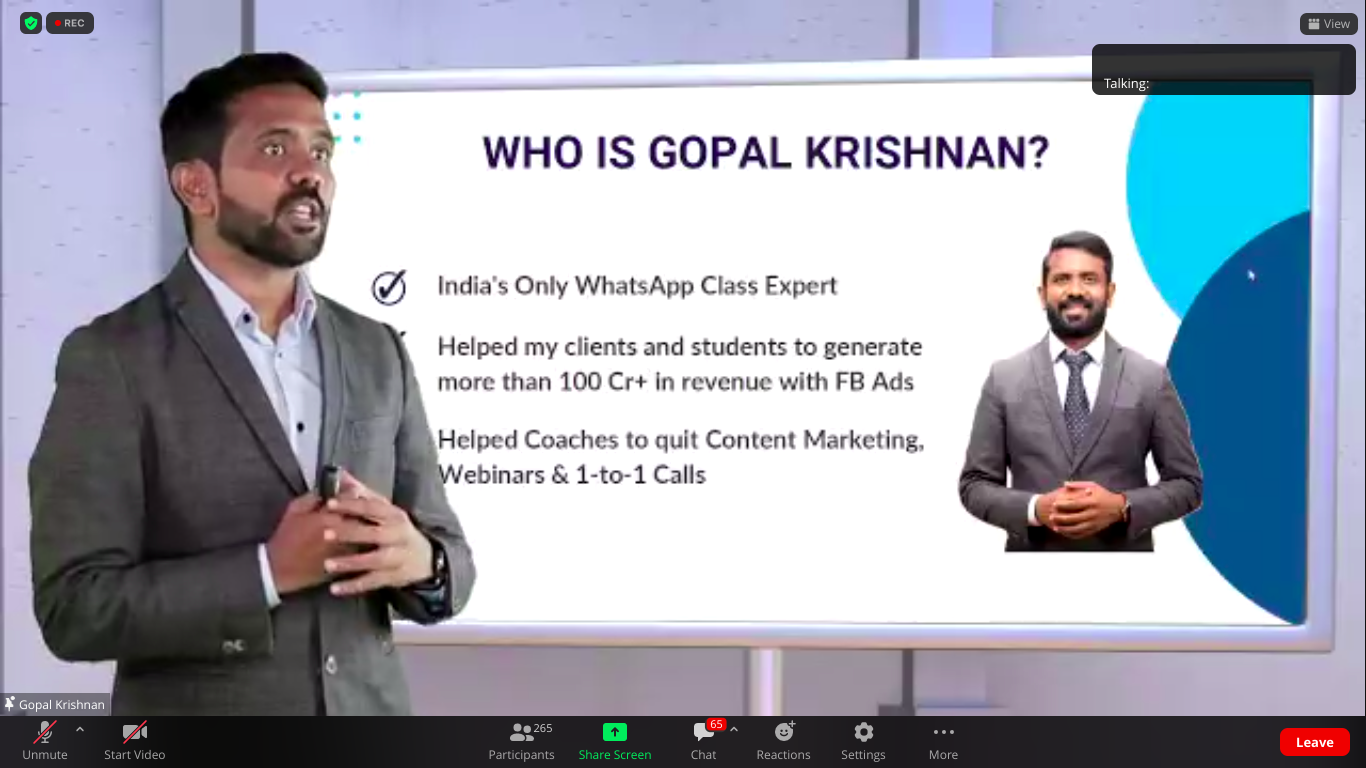 REC
View
Talking:
WHO IS GOPAL KRISHNAN?
India's Only WhatsApp Class Expert
Helped my clients and students to generate
more than 100 Cr+ in revenue with FB Ads
Helped Coaches to quit Content Marketing,
Webinars & 1-to-1 Calls
Gopal Krishnan
Unmute
Start Video
265
Participants
Share Screen
65
Chat
Reactions
Settings
More
Leave